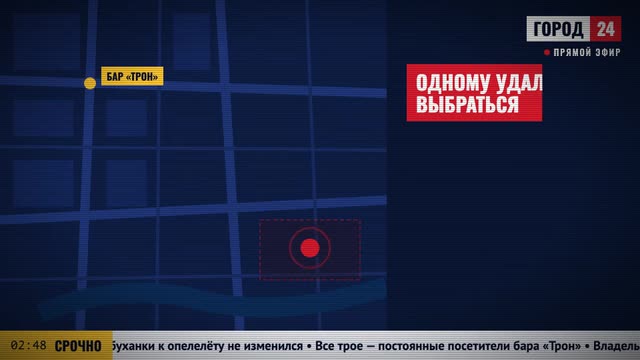 ГОРОД 24
ПРЯМОЙ ЭФИР
БАР «ТРОН»
ОДНОМУ УДАЛ
ВЫБРАТЬСЯ
02:48 СРОЧНО буханки к опелелёту не изменился • Все трое — постоянные посетители бара «Трон» • Владель